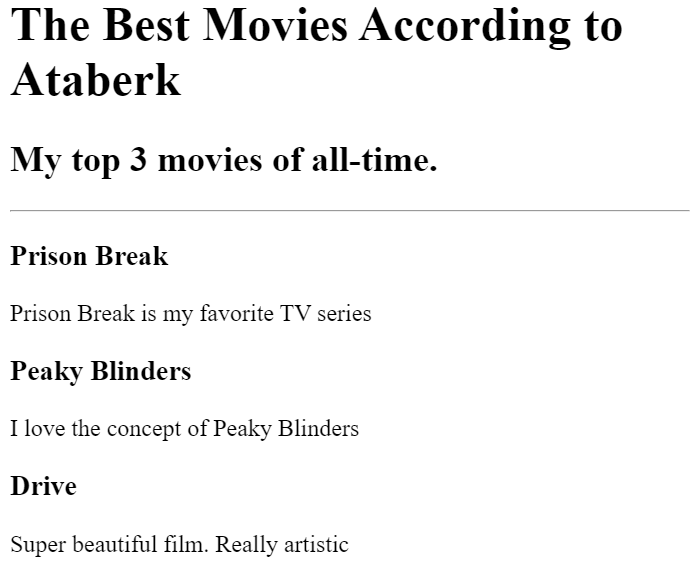 The Best Movies According to
Ataberk
My top 3 movies of all-time.
Prison Break
Prison Break is my favorite TV series
Peaky Blinders
I love the concept of Peaky Blinders
Drive
Super beautiful film. Really artistic